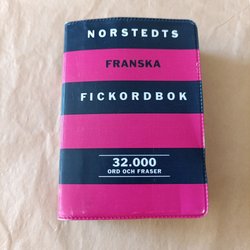 NORSTEDTS
FRANSKA
FICKORDBOK
32.000
ORD OCH FRASER